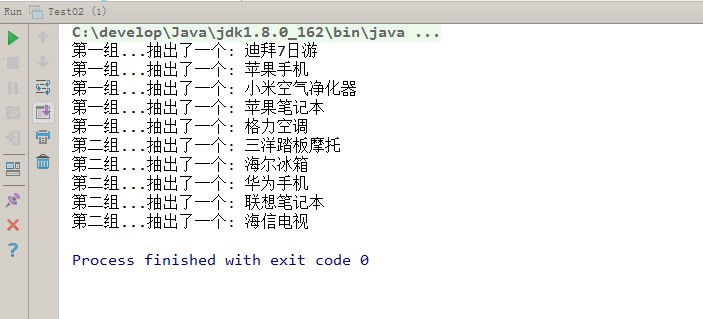 Run Test02 (1)
C:\develop\Java\jdk1.8.0_162\bin\java ...
第一组...抽出了一个: 迪拜7日游
第一组...抽出了一个: 苹果手机
第一组...抽出了一个: 小米空气净化器
第一组...抽出了一个: 苹果笔记本
第一组...抽出了一个: 格力空调
第二组...抽出了一个: 三洋踏板摩托
第二组...抽出了一个: 海尔冰箱
第二组...抽出了一个: 华为手机
第二组...抽出了一个: 联想笔记本
第二组...抽出了一个: 海信电视
Process finished with exit code 0